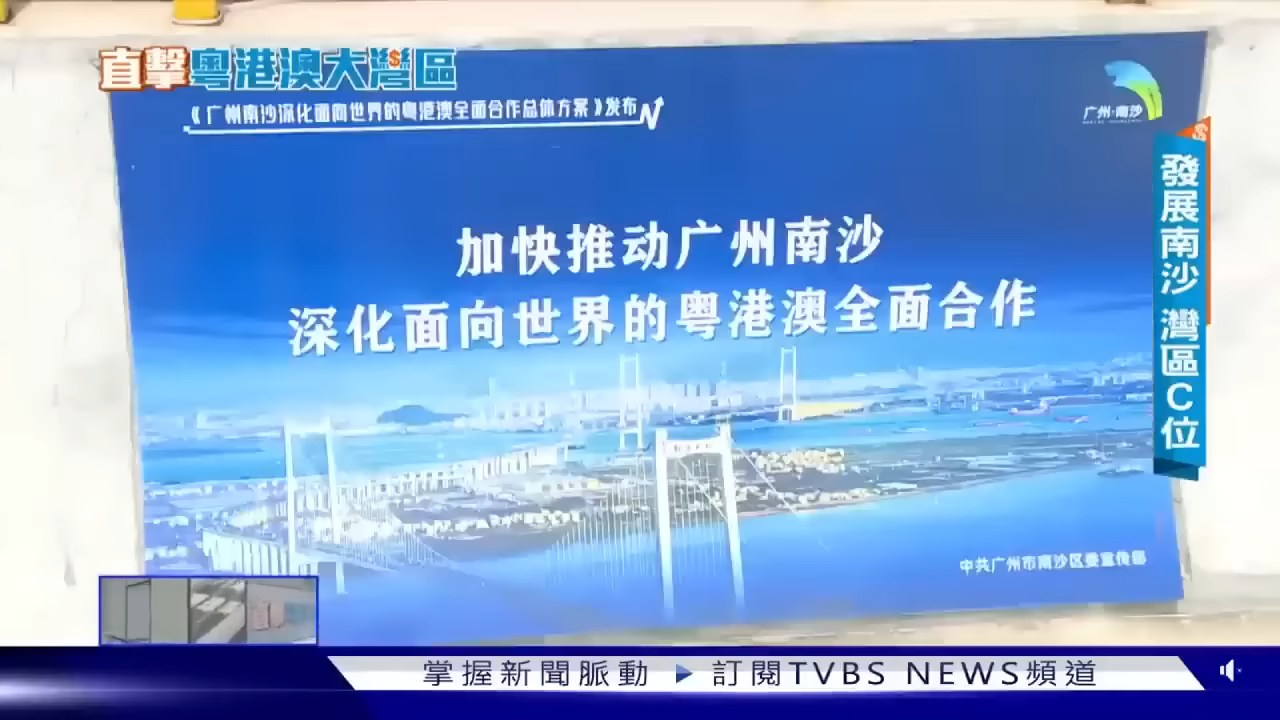 直擊粵港澳大灣區
《广州南沙深化面向世界的粤港澳全面合作总体方案》发布
广州·南沙
加快推动广州南沙
深化面向世界的粤港澳全面合作
發展南沙 灣區C位
中共广州市南沙区委宣传部
掌握新聞脈動 ▶ 訂閱TVBS NEWS頻道